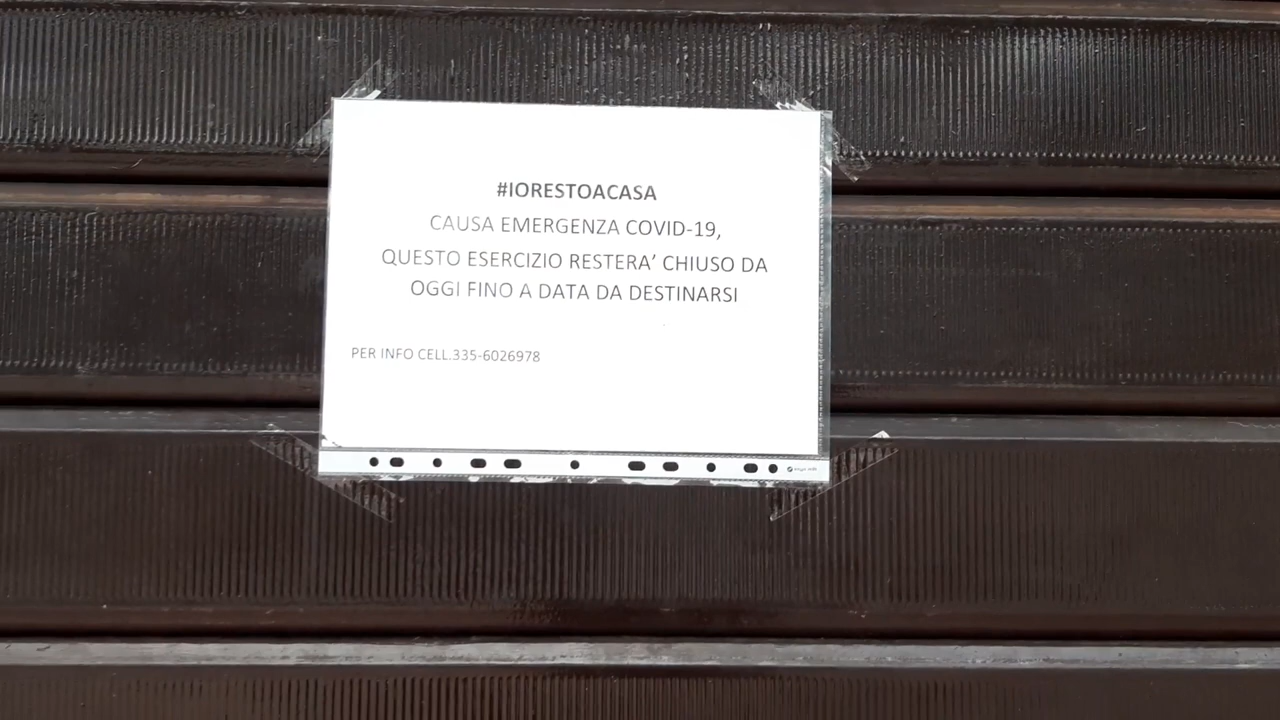 #IORESTOACASA
CAUSA EMERGENZA COVID-19,
QUESTO ESERCIZIO RESTERA’ CHIUSO DA
OGGI FINO A DATA DA DESTINARSI
PER INFO CELL.335-6026978